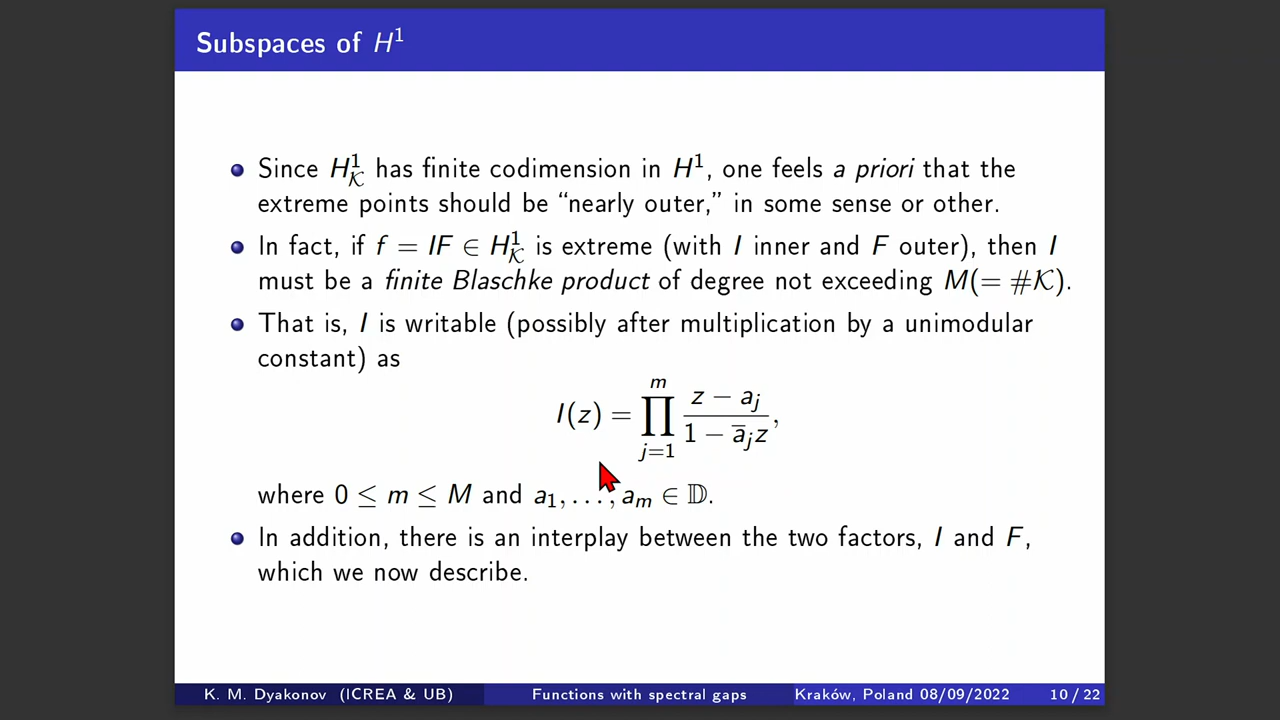 Subspaces of H¹
Since H¹_𝒦 has finite codimension in H¹, one feels a priori that the
extreme points should be “nearly outer,” in some sense or other.
In fact, if f = IF ∈ H¹_𝒦 is extreme (with I inner and F outer), then I
must be a finite Blaschke product of degree not exceeding M(= #𝒦).
That is, I is writable (possibly after multiplication by a unimodular
constant) as
I(z) = ∏_{j=1}^{m} (z − a_j)/(1 − a̅_j z),
where 0 ≤ m ≤ M and a₁, . . . , a_m ∈ 𝔻.
In addition, there is an interplay between the two factors, I and F,
which we now describe.
K. M. Dyakonov (ICREA & UB) Functions with spectral gaps Kraków, Poland 08/09/2022 10 / 22